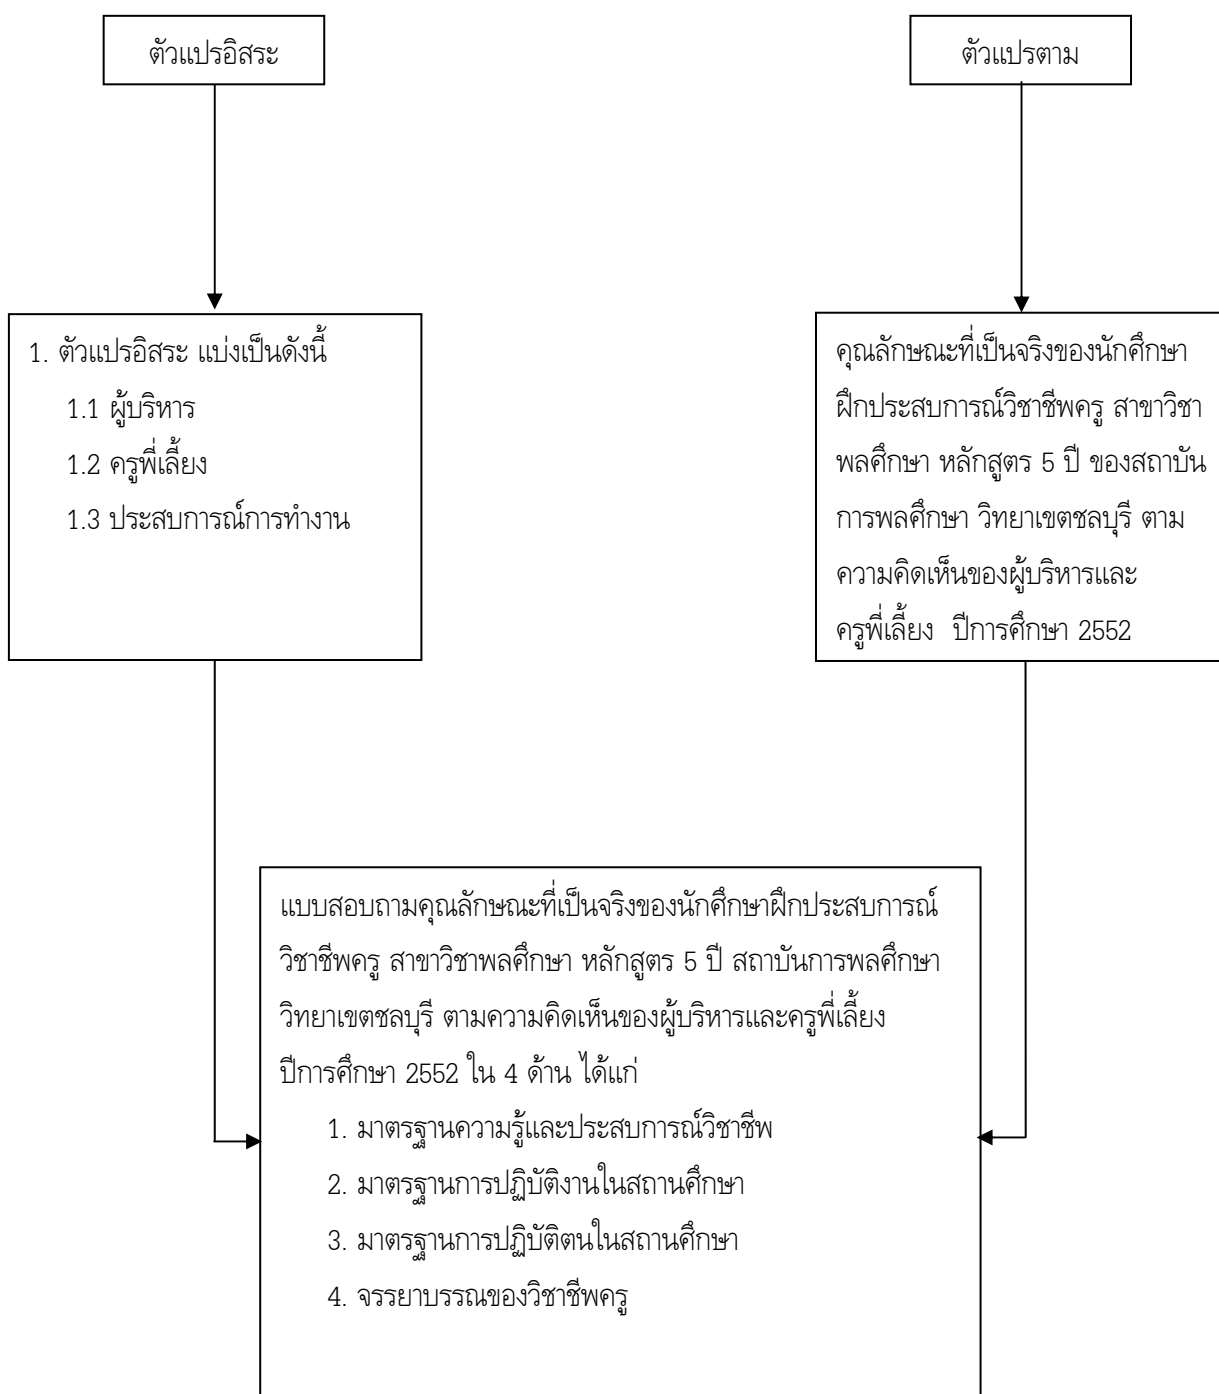 ตัวแปรอิสระ
ตัวแปรตาม
1. ตัวแปรอิสระ แบ่งเป็นดังนี้
1.1 ผู้บริหาร
1.2 ครูพี่เลี้ยง
1.3 ประสบการณ์การทำงาน
คุณลักษณะที่เป็นจริงของนักศึกษา
ฝึกประสบการณ์วิชาชีพครู สาขาวิชา
พลศึกษา หลักสูตร 5 ปี ของสถาบัน
การพลศึกษา วิทยาเขตชลบุรี ตาม
ความคิดเห็นของผู้บริหารและ
ครูพี่เลี้ยง ปีการศึกษา 2552
แบบสอบถามคุณลักษณะที่เป็นจริงของนักศึกษาฝึกประสบการณ์
วิชาชีพครู สาขาวิชาพลศึกษา หลักสูตร 5 ปี สถาบันการพลศึกษา
วิทยาเขตชลบุรี ตามความคิดเห็นของผู้บริหารและครูพี่เลี้ยง
ปีการศึกษา 2552 ใน 4 ด้าน ได้แก่
1. มาตรฐานความรู้และประสบการณ์วิชาชีพ
2. มาตรฐานการปฏิบัติงานในสถานศึกษา
3. มาตรฐานการปฏิบัติตนในสถานศึกษา
4. จรรยาบรรณของวิชาชีพครู